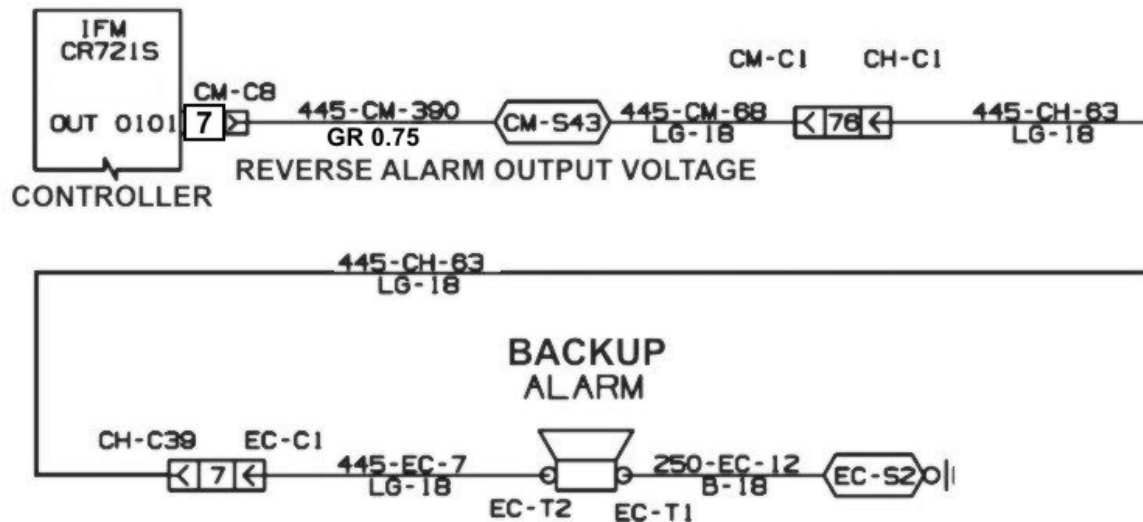 IFM
CR721S
CM-C8
CM-C1
CH-C1
OUT 0101
7
445-CM-390
GR 0.75
CM-S43
445-CM-68
LG-18
76
445-CH-63
LG-18
REVERSE ALARM OUTPUT VOLTAGE
CONTROLLER
445-CH-63
LG-18
BACKUP
ALARM
CH-C39
EC-C1
7
445-EC-7
LG-18
EC-T2
EC-T1
250-EC-12
B-18
EC-S2